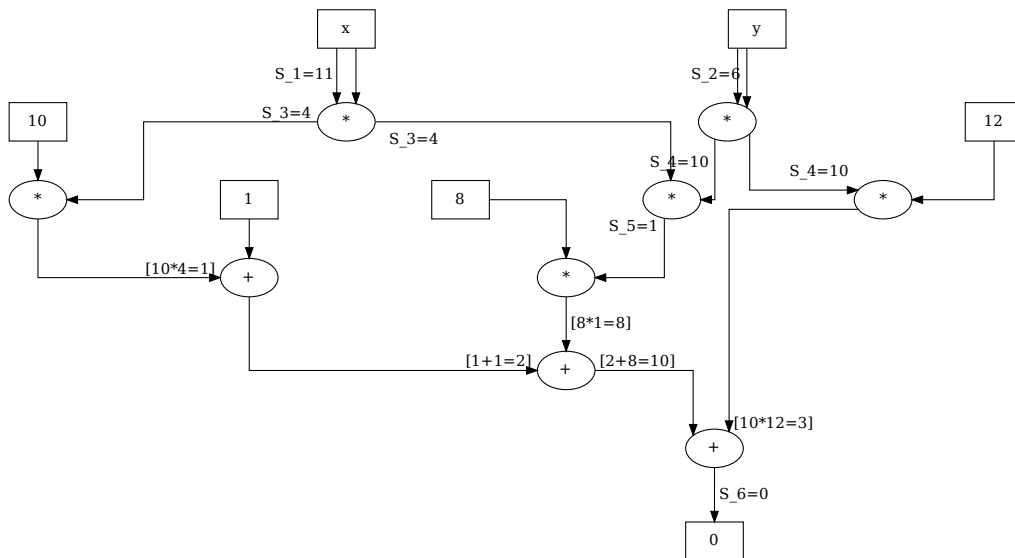 x
y
S_1=11
S_2=6
10
S_3=4
*
S_3=4
*
12
*
1
8
S_4=10
*
S_4=10
*
S_5=1
[10*4=1]
+
*
[8*1=8]
[1+1=2]
+
[2+8=10]
[10*12=3]
+
S_6=0
0